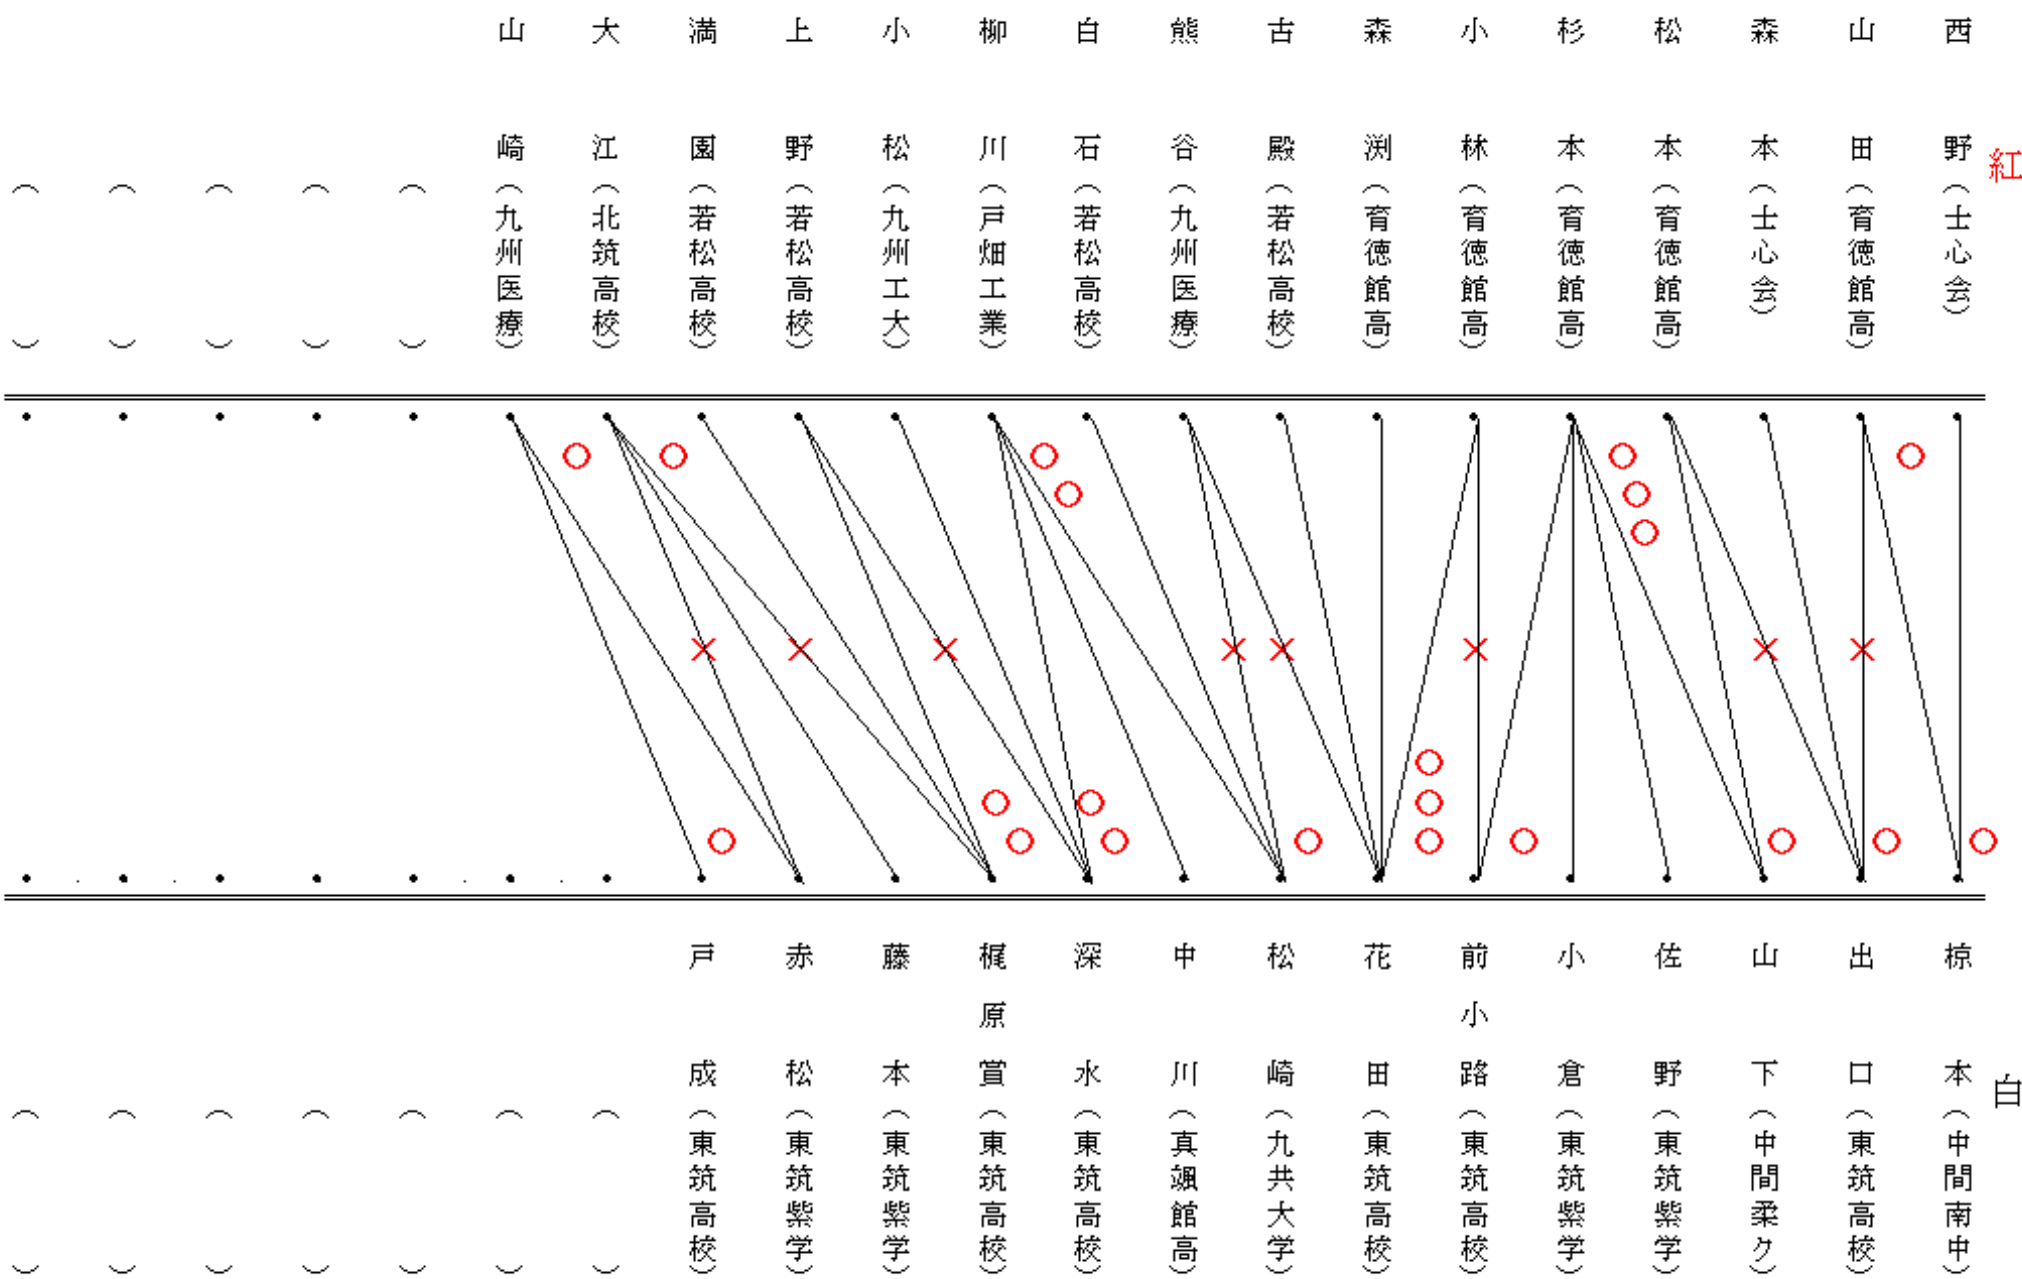 紅
西野（士心会）
山田（育徳館高）
森本（士心会）
松本（育徳館高）
杉本（育徳館高）
小林（育徳館高）
森渕（育徳館高）
古殿（若松高校）
熊谷（九州医療）
白石（若松高校）
柳川（戸畑工業）
小松（九州工大）
上野（若松高校）
満園（若松高校）
大江（北筑高校）
山崎（九州医療）
（　）
（　）
（　）
（　）
（　）
白
椋本（中間南中）
出口（東筑高校）
山下（中間柔ク）
佐野（東筑紫学）
小倉（東筑紫学）
前小路（東筑高校）
花田（東筑高校）
松崎（九共大学）
中川（真颯館高）
深水（東筑高校）
梶原賞（東筑高校）
藤本（東筑紫学）
赤松（東筑紫学）
戸成（東筑高校）
（　）
（　）
（　）
（　）
（　）
（　）
（　）